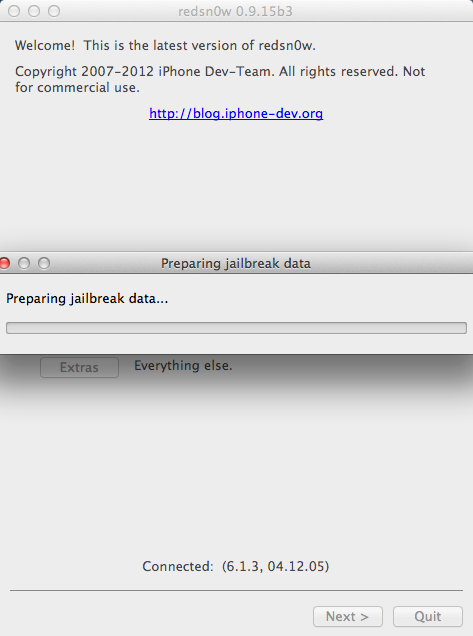 redsn0w 0.9.15b3
Welcome!  This is the latest version of redsn0w.
Copyright 2007-2012 iPhone Dev-Team. All rights reserved. Not
for commercial use.
http://blog.iphone-dev.org
Preparing jailbreak data
Preparing jailbreak data...
Extras
Everything else.
Connected:  (6.1.3, 04.12.05)
Next >
Quit